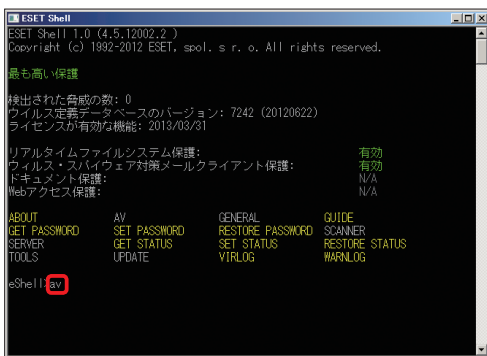 ESET Shell
ESET Shell 1.0 (4.5.12002.2 )
Copyright (c) 1992-2012 ESET, spol. s r. o. All rights reserved.
最も高い保護
検出された脅威の数: 0
ウイルス定義データベースのバージョン: 7242 (20120622)
ライセンスが有効な機能: 2013/03/31
リアルタイムファイルシステム保護: 有効
ウイルス・スパイウェア対策メールクライアント保護: 有効
ドキュメント保護: N/A
Webアクセス保護: N/A
ABOUT AV GENERAL GUIDE
GET PASSWORD SET PASSWORD RESTORE PASSWORD SCANNER
SERVER GET STATUS SET STATUS RESTORE STATUS
TOOLS UPDATE VIRLOG WARNLOG
eShell>av